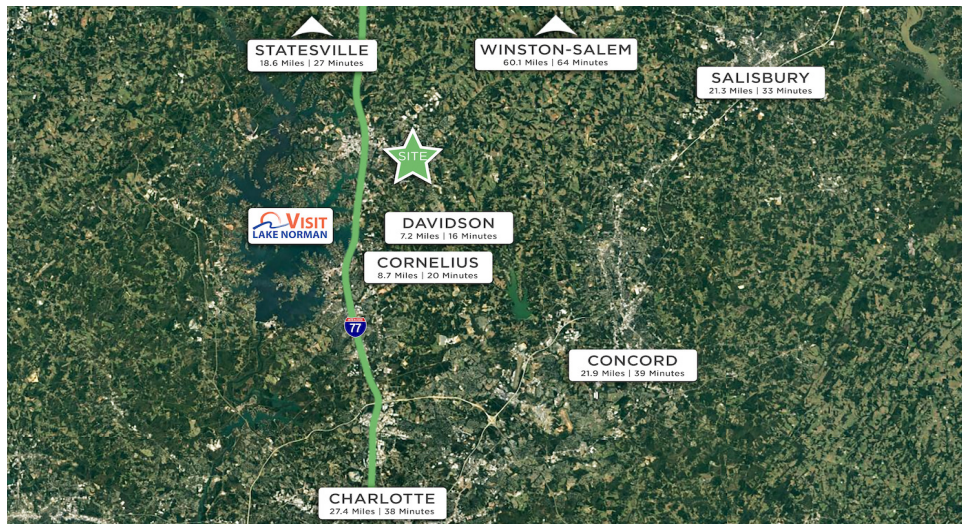 STATESVILLE
18.6 Miles | 27 Minutes
WINSTON-SALEM
60.1 Miles | 64 Minutes
SALISBURY
21.3 Miles | 33 Minutes
SITE
VISIT
LAKE NORMAN
DAVIDSON
7.2 Miles | 16 Minutes
CORNELIUS
8.7 Miles | 20 Minutes
77
CONCORD
21.9 Miles | 39 Minutes
CHARLOTTE
27.4 Miles | 38 Minutes